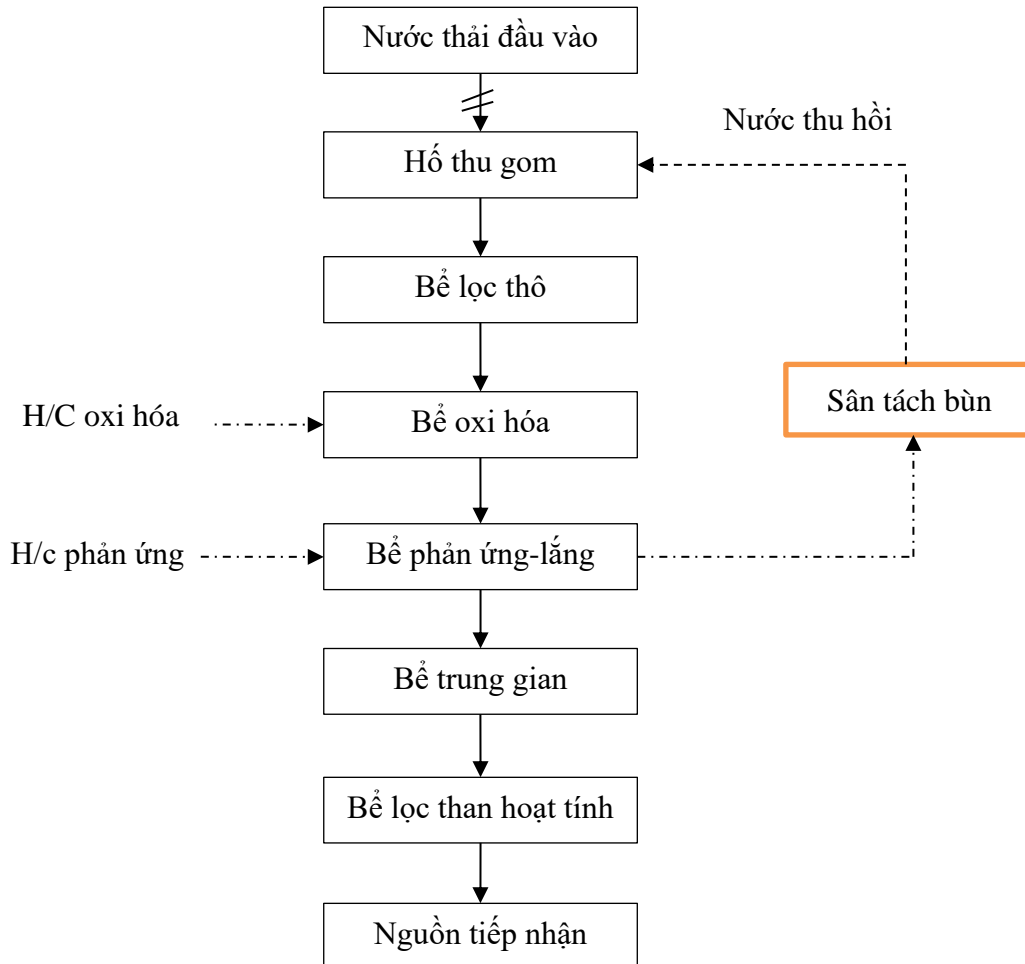 Nước thải đầu vào
Nước thu hồi
Hố thu gom
Bể lọc thô
Sân tách bùn
H/C oxi hóa
Bể oxi hóa
H/c phản ứng
Bể phản ứng-lắng
Bể trung gian
Bể lọc than hoạt tính
Nguồn tiếp nhận